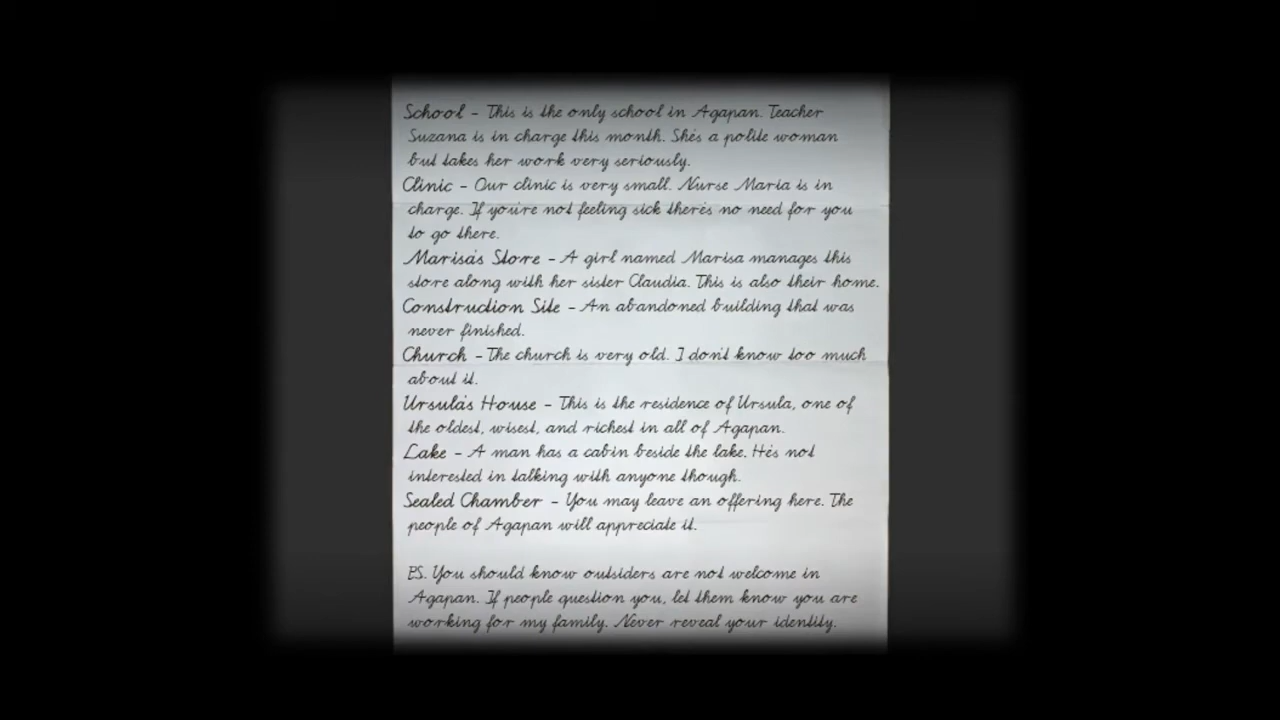 School - This is the only school in Agapan. Teacher
Suzana is in charge this month. She's a polite woman
but takes her work very seriously.
Clinic - Our clinic is very small. Nurse Maria is in
charge. If you're not feeling sick there's no need for you
to go there.
Marisa's Store - A girl named Marisa manages this
store along with her sister Claudia. This is also their home.
Construction Site - An abandoned building that was
never finished.
Church - The church is very old. I don't know too much
about it.
Ursula's House - This is the residence of Ursula, one of
the oldest, wisest, and richest in all of Agapan.
Lake - A man has a cabin beside the lake. He's not
interested in talking with anyone though.
Sealed Chamber - You may leave an offering here. The
people of Agapan will appreciate it.
PS. You should know outsiders are not welcome in
Agapan. If people question you, let them know you are
working for my family. Never reveal your identity.